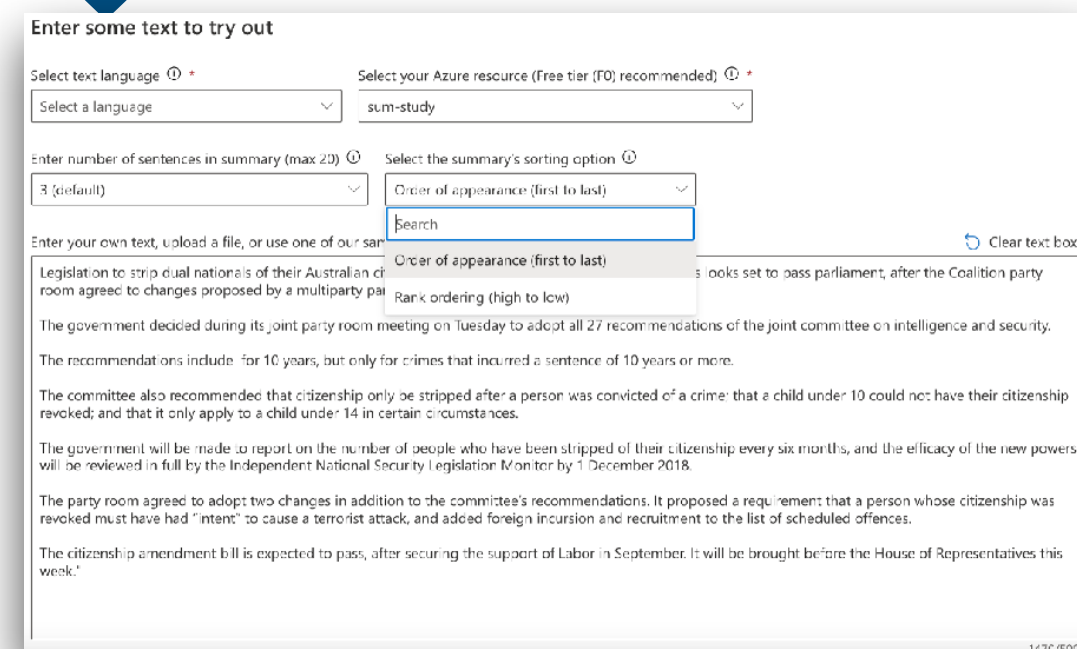 Enter some text to try out
Select text language *
Select your Azure resource (Free tier (F0) recommended) *
Select a language
sum-study
Enter number of sentences in summary (max 20)
Select the summary's sorting option
3 (default)
Order of appearance (first to last)
Search
Order of appearance (first to last)
Rank ordering (high to low)
Enter your own text, upload a file, or use one of our
Clear text box
Legislation to strip dual nationals of their Australian looks set to pass parliament, after the Coalition party
room agreed to changes proposed by a multiparty
The government decided during its joint party room meeting on Tuesday to adopt all 27 recommendations of the joint committee on intelligence and security.
The recommendations include for 10 years, but only for crimes that incurred a sentence of 10 years or more.
The committee also recommended that citizenship only be stripped after a person was convicted of a crime; that a child under 10 could not have their citizenship
revoked; and that it only apply to a child under 14 in certain circumstances.
The government will be made to report on the number of people who have been stripped of their citizenship every six months, and the efficacy of the new powers
will be reviewed in full by the Independent National Security Legislation Monitor by 1 December 2018.
The party room agreed to adopt two changes in addition to the committee's recommendations. It proposed a requirement that a person whose citizenship was
revoked must have had "intent" to cause a terrorist attack, and added foreign incursion and recruitment to the list of scheduled offences.
The citizenship amendment bill is expected to pass, after securing the support of Labor in September. It will be brought before the House of Representatives this
week."